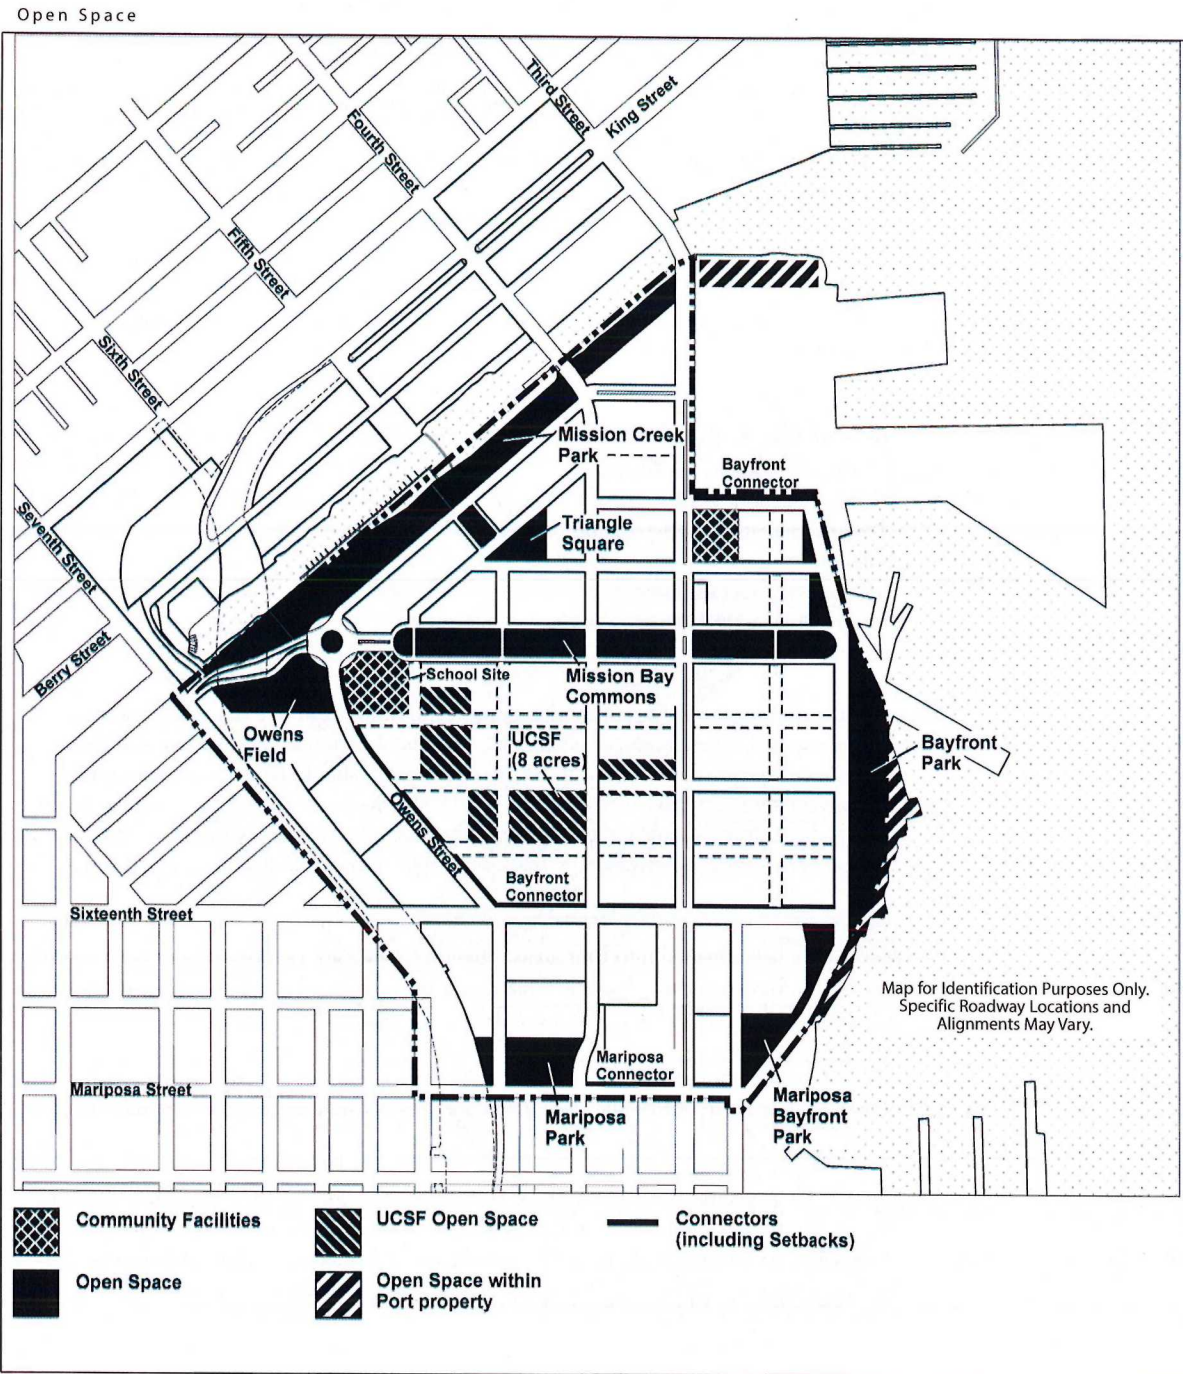 Open Space
Third Street
King Street
Fourth Street
Fifth Street
Sixth Street
Seventh Street
Berry Street
Mission Creek
Park
Bayfront
Connector
Triangle
Square
School Site
Mission Bay
Commons
Owens
Field
UCSF
(8 acres)
Bayfront
Park
Owens Street
Bayfront
Connector
Sixteenth Street
Map for Identification Purposes Only.
Specific Roadway Locations and
Alignments May Vary.
Mariposa
Connector
Mariposa Street
Mariposa
Park
Mariposa
Bayfront
Park
Community Facilities
UCSF Open Space
Connectors
(including Setbacks)
Open Space
Open Space within
Port property